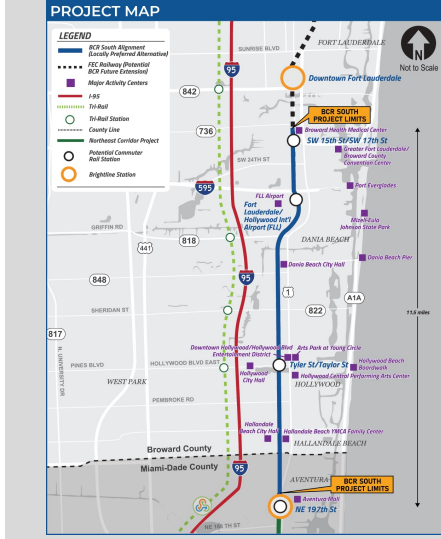 PROJECT MAP
LEGEND
BCR South Alignment
(Locally Preferred Alternative)
FEC Railway (Potential
BCR Future Extension)
Major Activity Centers
I-95
Tri-Rail
Tri-Rail Station
County Line
Northeast Corridor Project
Potential Commuter
Rail Station
Brightline Station
N
Not to Scale
FORT LAUDERDALE
SUNRISE BLVD
95
Downtown Fort Lauderdale
842
BCR SOUTH
PROJECT LIMITS
736
Broward Health Medical Center
SW 15th St/SW 17th St
Greater Fort Lauderdale/
Broward County
Convention Center
SW 24TH ST
595
Port Everglades
FLL Airport
Fort
Lauderdale/
Hollywood Int'l
Airport (FLL)
Mizell-Eula
Johnson State Park
GRIFFIN RD
441
818
DANIA BEACH
Dania Beach Pier
Dania Beach City Hall
95
848
1
A1A
822
11.5 miles
SHERIDAN ST
817
N. UNIVERSITY DR
Downtown Hollywood/Hollywood Blvd
Entertainment District
Arts Park at Young Circle
PINES BLVD
HOLLYWOOD BLVD EAST
Tyler St/Taylor St
Hollywood Beach
Boardwalk
Hollywood
City Hall
Hollywood Central Performing Arts Center
WEST PARK
HOLLYWOOD
PEMBROKE RD
Hallandale
Beach City Hall
Hallandale Beach YMCA Family Center
HALLANDALE BEACH
Broward County
Miami-Dade County
95
AVENTURA
BCR SOUTH
PROJECT LIMITS
Aventura Mall
NE 197th St
NE 186 TH ST